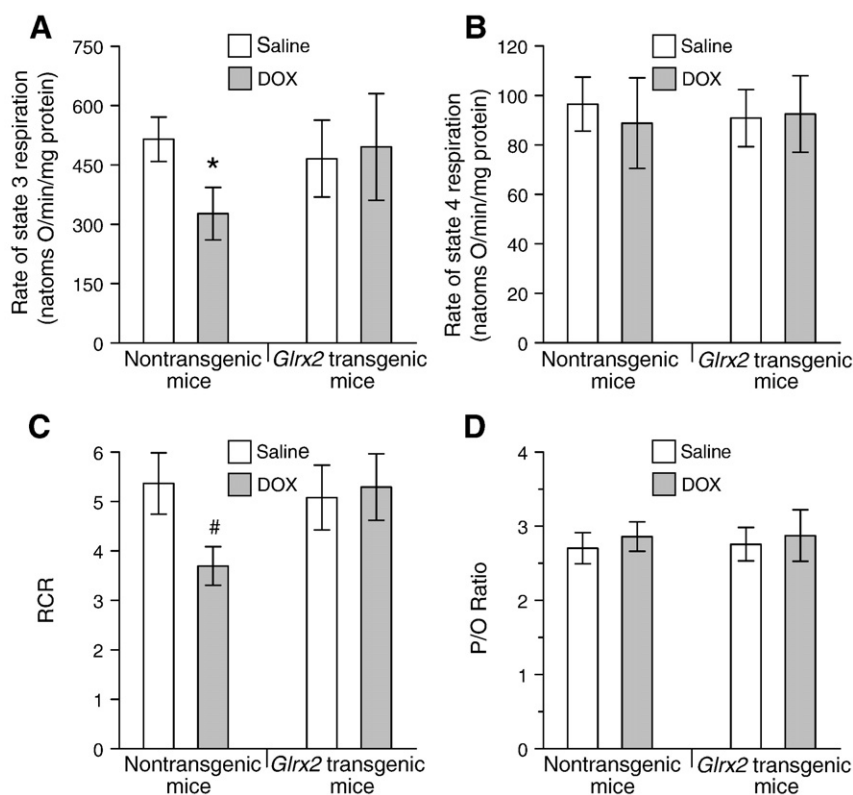 A
Rate of state 3 respiration
(natoms O/min/mg protein)
750
600
450
300
150
0
Saline
DOX
*
Nontransgenic
mice
Glrx2 transgenic
mice
B
Rate of state 4 respiration
(natoms O/min/mg protein)
120
100
80
60
40
20
0
Saline
DOX
Nontransgenic
mice
Glrx2 transgenic
mice
C
RCR
6
5
4
3
2
1
0
Saline
DOX
#
Nontransgenic
mice
Glrx2 transgenic
mice
D
P/O Ratio
4
3
2
1
0
Saline
DOX
Nontransgenic
mice
Glrx2 transgenic
mice